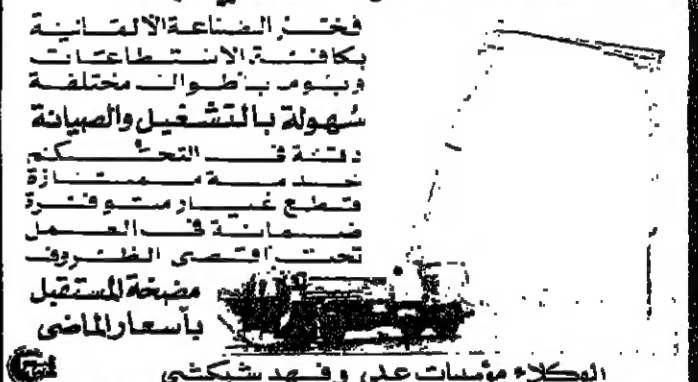 فخر الصناعة الألمانية
بكافة الاستطاعات
وبوم بأطوال مختلفة
سهولة بالتشغيل والصيانة
دقة في التحكم
خدمة ممتازة
قطع غيار متوفرة
ضمانة في العمل
تحت أقصى الظروف
مضخة المستقبل
بأسعار الماضي
الوكلاء مؤسسات علي وفهد شبكشي